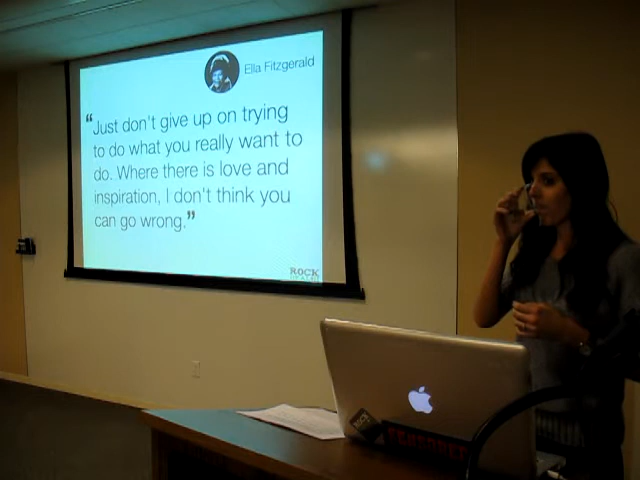 Ella Fitzgerald
“Just don't give up on trying
to do what you really want to
do. Where there is love and
inspiration, I don't think you
can go wrong.”
ROCK